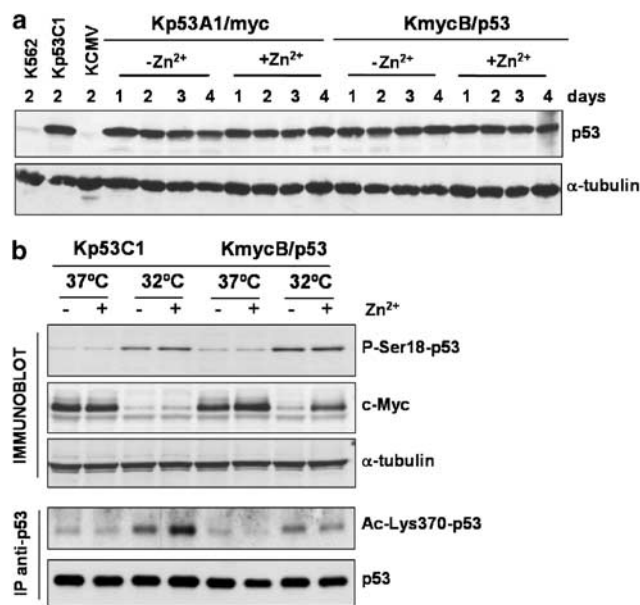 a
K562
Kp53C1
KCMV
Kp53A1/myc
KmycB/p53
-Zn²⁺
+Zn²⁺
-Zn²⁺
+Zn²⁺
2 2 2 1 2 3 4 1 2 3 4 1 2 3 4 1 2 3 4 days
p53
α-tubulin
b
Kp53C1 KmycB/p53
37ºC 32ºC 37ºC 32ºC
- + - + - + - + Zn²⁺
IMMUNOBLOT
P-Ser18-p53
c-Myc
α-tubulin
IP anti-p53
Ac-Lys370-p53
p53